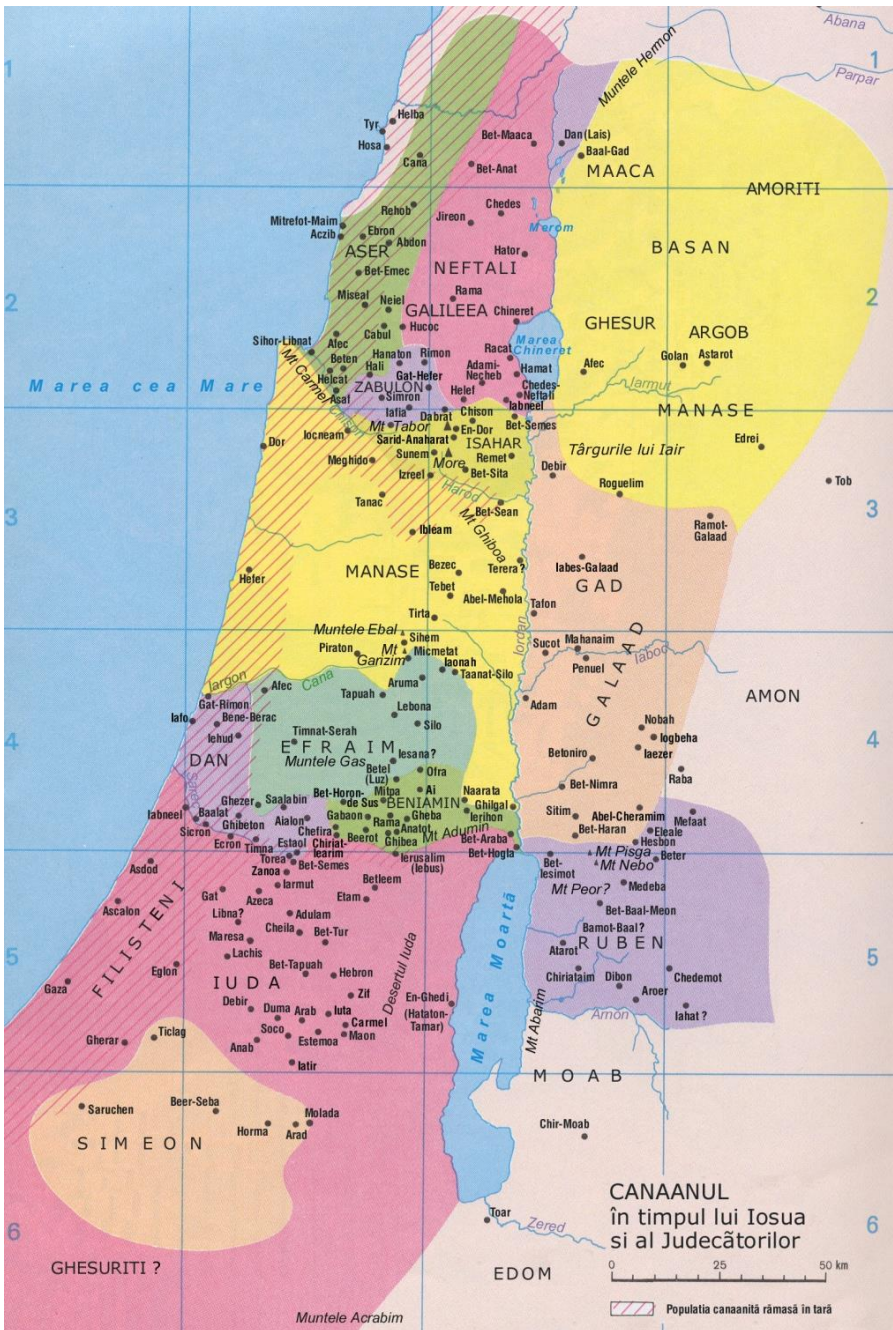 1
1
Abana
Parpar
Muntele Hermon
Helba
Tyr
Hosa
Cana
Bet-Maaca
Dan (Lais)
Baal-Gad
Bet-Anat
MAACA
AMORITI
Rehob
Chedes
Mitrefot-Maim
Aczib
Ebron
Jireon
Merom
Abdon
ASER
BASAN
Hator
NEFTALI
Bet-Emec
2
2
Rama
Miseal
Neiel
GALILEEA
Chineret
GHESUR
ARGOB
Cabul
Hucoc
Sihor-Libnat
Afec
Marea
Chineret
Mt Carmel
Hanaton
Rimon
Racat
Golan
Astarot
Beten
Hali
Gat-Hefer
Adami-
Necheb
Hamat
Afec
Marea cea Mare
Helcat
ZABULON
Chedes-
Neftali
Iarmut
Asaf
Simron
Helef
Iabneel
Iafia
Dabrat
Chison
MANASE
Mt Tabor
En-Dor
Bet-Semes
Iocneam
Sarid-Anaharat
ISAHAR
Dor
Edrei
Sunem
Remet
Târgurile lui Iair
Meghido
More
Izreel
Bet-Sita
Debir
Tob
Harod
Roguelim
Tanac
Bet-Sean
3
3
Ibleam
Mt Ghiboa
Ramot-
Galaad
Hefer
MANASE
Bezec
Terera ?
Iabes-Galaad
Tebet
GAD
Abel-Mehola
Tafon
Tirta
Iordan
Muntele Ebal
Sihem
Sucot
Mahanaim
Piraton
Mt
Garizim
Micmetat
Iaonah
Penuel
Iaboc
Iargon
Cana
Aruma
Taanat-Silo
GALAAD
AMON
Gat-Rimon
Afec
Tapuah
Adam
Iafo
Bene-Berac
Lebona
Nobah
Iehud
Timnat-Serah
Silo
Iogbeha
4
4
EFRAIM
Iaezer
DAN
Muntele Gas
Iesana ?
Betoniro
Betel
(Luz)
Ofra
Raba
Bet-Nimra
Bet-Horon-
de Sus
Mitpa
Ai
Naarata
Iabneel
Ghezer
Saalabin
BENIAMIN
Ghilgal
Sitim
Abel-Cheramim
Mefaat
Baalat
Aialon
Gabaon
Rama
Gheba
Ierihon
Sicron
Ghibeton
Chefira
Anatot
Mt Adumin
Bet-Haran
Eleale
Ecron
Timna
Estaol
Chiriat-
Iearim
Beerot
Ghibea
Bet-Araba
Hesbon
Asdod
Torea
Bet-Semes
Ierusalim
(Iebus)
Bet-Hogla
Bet-
Iesimot
Mt Pisga
Mt Nebo
Beter
Zanoa
FILISTENI
Gat
Iarmut
Betleem
Mt Peor?
Medeba
Ascalon
Azeca
Etam
Bet-Baal-Meon
Libna?
Adulam
Bamot-Baal ?
Maresa
Cheila
Bet-Tur
RUBEN
Atarot
5
5
Lachis
Desertul Iuda
Marea Moartă
Gaza
Eglon
Bet-Tapuah
Hebron
Chiriataim
Dibon
Chedemot
IUDA
Zif
En-Ghedi
(Hataton-
Tamar)
Aroer
Debir
Duma
Arab
Iuta
Mt Abarim
Arnon
Iahat ?
Soco
Carmel
Gherar
Ticlag
Anab
Estemoa
Maon
Iatir
MOAB
Saruchen
Beer-Seba
Molada
Chir-Moab
SIMEON
Horma
Arad
CANAANUL
în timpul lui Iosua
si al Judecãtorilor
Toar
Zered
6
6
GHESURITI ?
EDOM
0
25
50 km
Populatia canaanită rămasă în tară
Muntele Acrabim